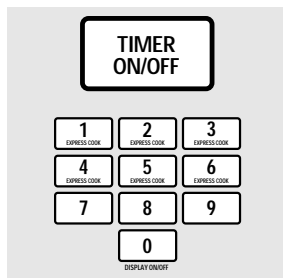 TIMER
ON/OFF
1 2 3
EXPRESS COOK EXPRESS COOK EXPRESS COOK
4 5 6
EXPRESS COOK EXPRESS COOK EXPRESS COOK
7 8 9
0
DISPLAY ON/OFF